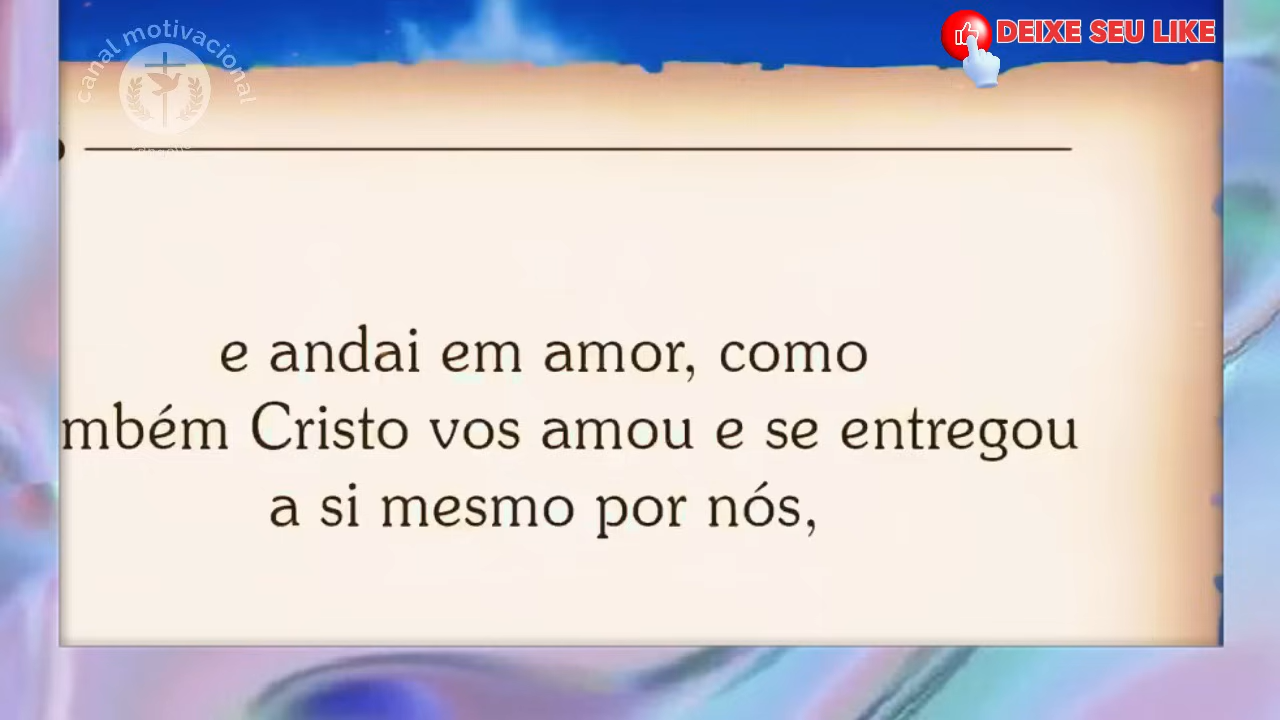 canal motivacional
DEIXE SEU LIKE
e andai em amor, como
mbém Cristo vos amou e se entregou
a si mesmo por nós,